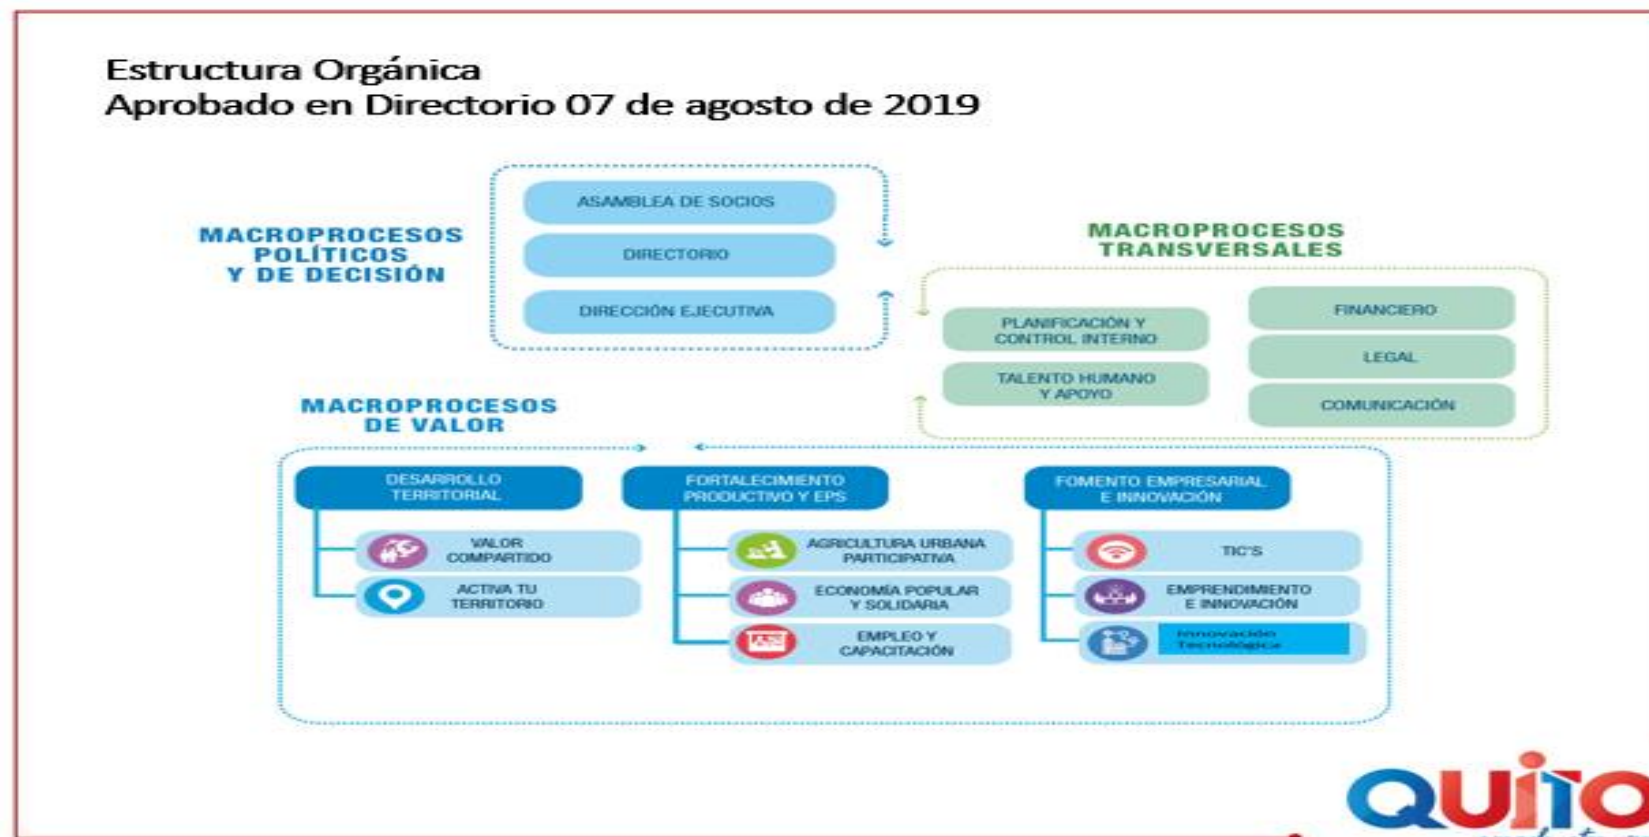 Estructura Orgánica
Aprobado en Directorio 07 de agosto de 2019
MACROPROCESOS
POLÍTICOS
Y DE DECISIÓN
ASAMBLEA DE SOCIOS
DIRECTORIO
DIRECCIÓN EJECUTIVA
MACROPROCESOS
TRANSVERSALES
PLANIFICACIÓN Y
CONTROL INTERNO
TALENTO HUMANO
Y APOYO
FINANCIERO
LEGAL
COMUNICACIÓN
MACROPROCESOS
DE VALOR
DESARROLLO
TERRITORIAL
VALOR
COMPARTIDO
ACTIVA TU
TERRITORIO
FORTALECIMIENTO
PRODUCTIVO Y EPS
AGRICULTURA URBANA
PARTICIPATIVA
ECONOMÍA POPULAR
Y SOLIDARIA
EMPLEO Y
CAPACITACIÓN
FOMENTO EMPRESARIAL
E INNOVACIÓN
TIC'S
EMPRENDIMIENTO
E INNOVACIÓN
Innovación
Tecnológica
QUITO